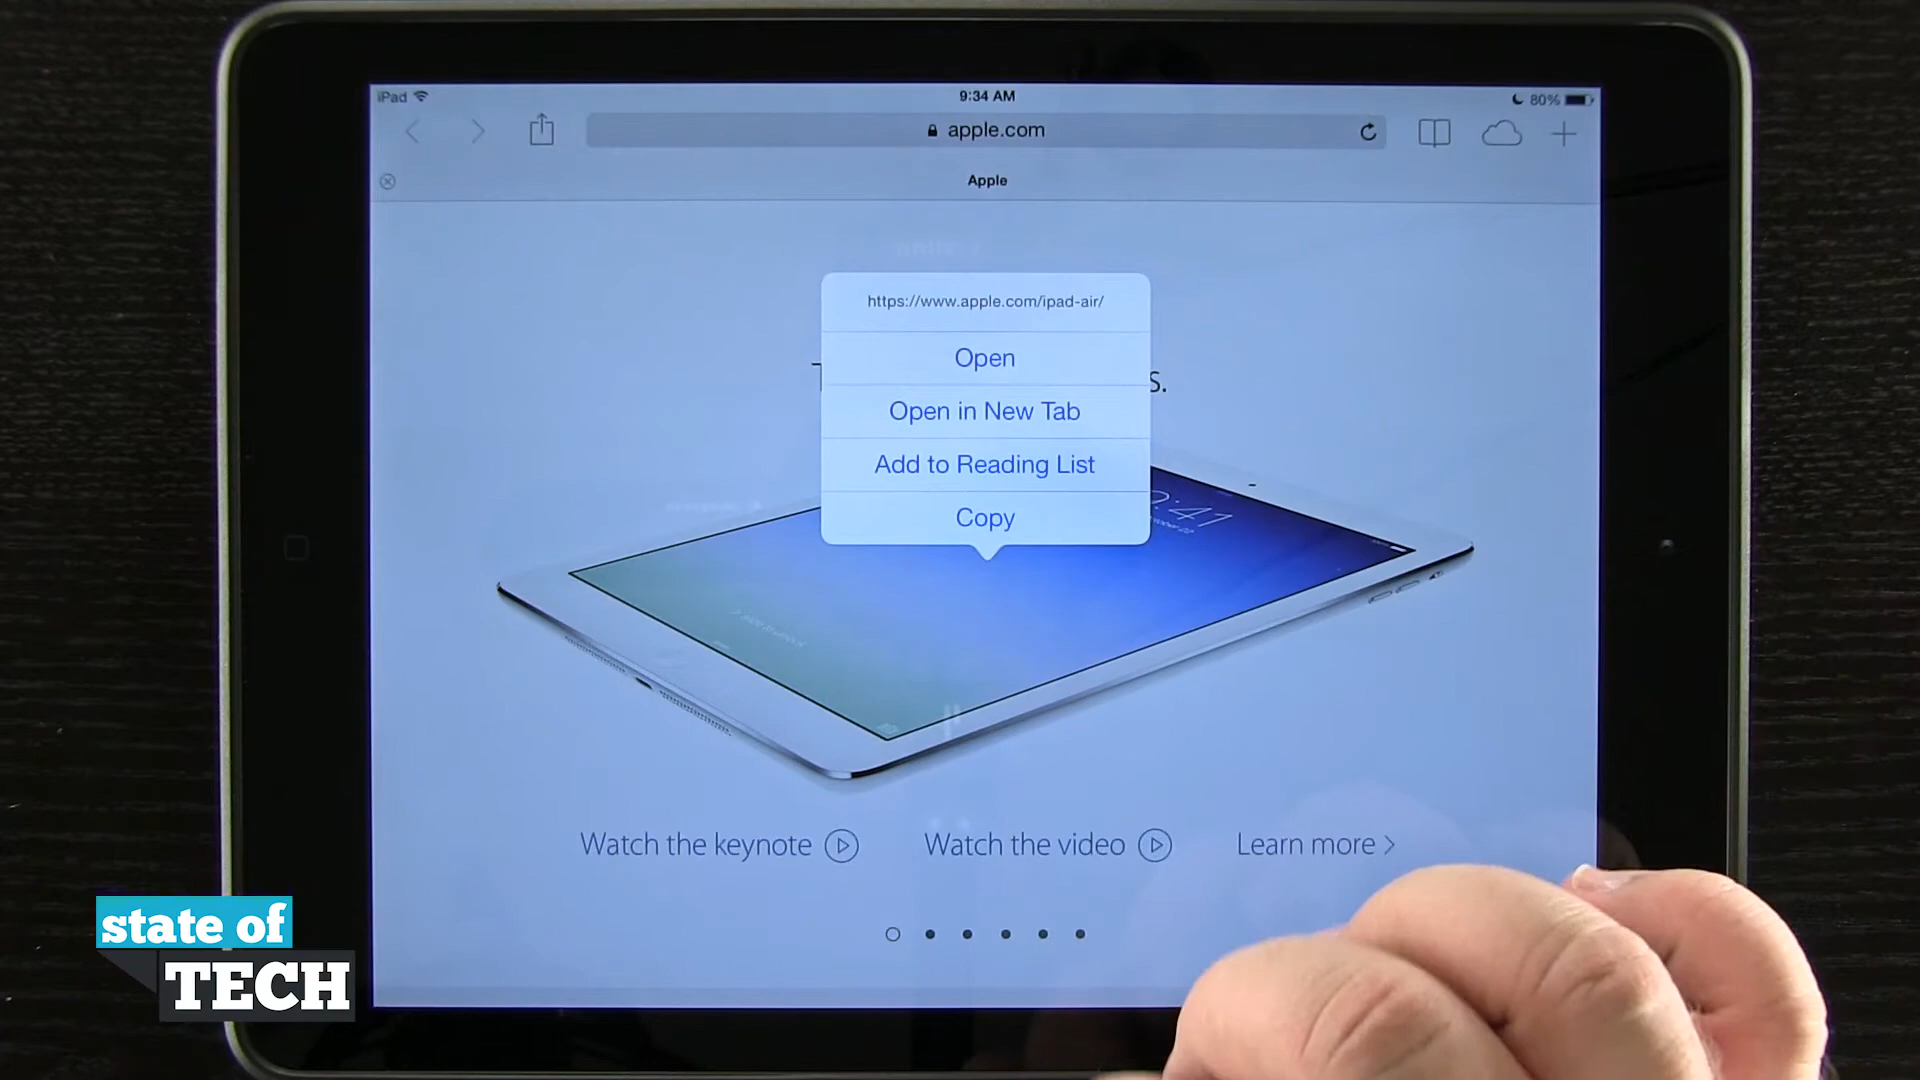 iPad
9:34 AM
80%
apple.com
Apple
https://www.apple.com/ipad-air/
Open
Open in New Tab
Add to Reading List
Copy
Watch the keynote
Watch the video
Learn more >
state of
TECH